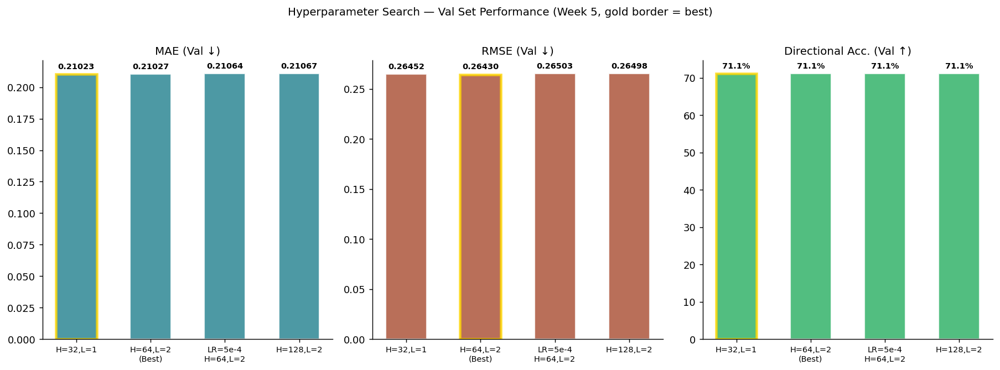 Hyperparameter Search — Val Set Performance (Week 5, gold border = best)
MAE (Val ↓)
0.21023 0.21027 0.21064 0.21067
0.200
0.175
0.150
0.125
0.100
0.075
0.050
0.025
0.000
H=32,L=1 H=64,L=2 LR=5e-4 H=128,L=2
(Best) H=64,L=2
RMSE (Val ↓)
0.26452 0.26430 0.26503 0.26498
0.25
0.20
0.15
0.10
0.05
0.00
H=32,L=1 H=64,L=2 LR=5e-4 H=128,L=2
(Best) H=64,L=2
Directional Acc. (Val ↑)
71.1% 71.1% 71.1% 71.1%
70
60
50
40
30
20
10
0
H=32,L=1 H=64,L=2 LR=5e-4 H=128,L=2
(Best) H=64,L=2